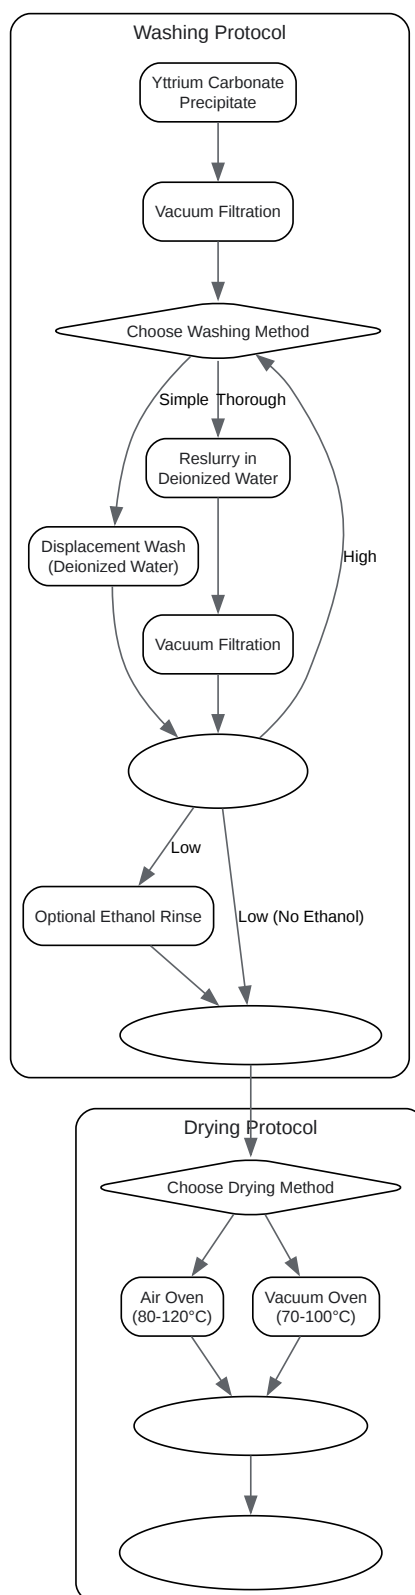 Washing Protocol
Yttrium Carbonate
Precipitate
Vacuum Filtration
Choose Washing Method
Simple
Thorough
Reslurry in
Deionized Water
Displacement Wash
(Deionized Water)
High
Vacuum Filtration
Low
Optional Ethanol Rinse
Low (No Ethanol)
Drying Protocol
Choose Drying Method
Air Oven
(80-120°C)
Vacuum Oven
(70-100°C)